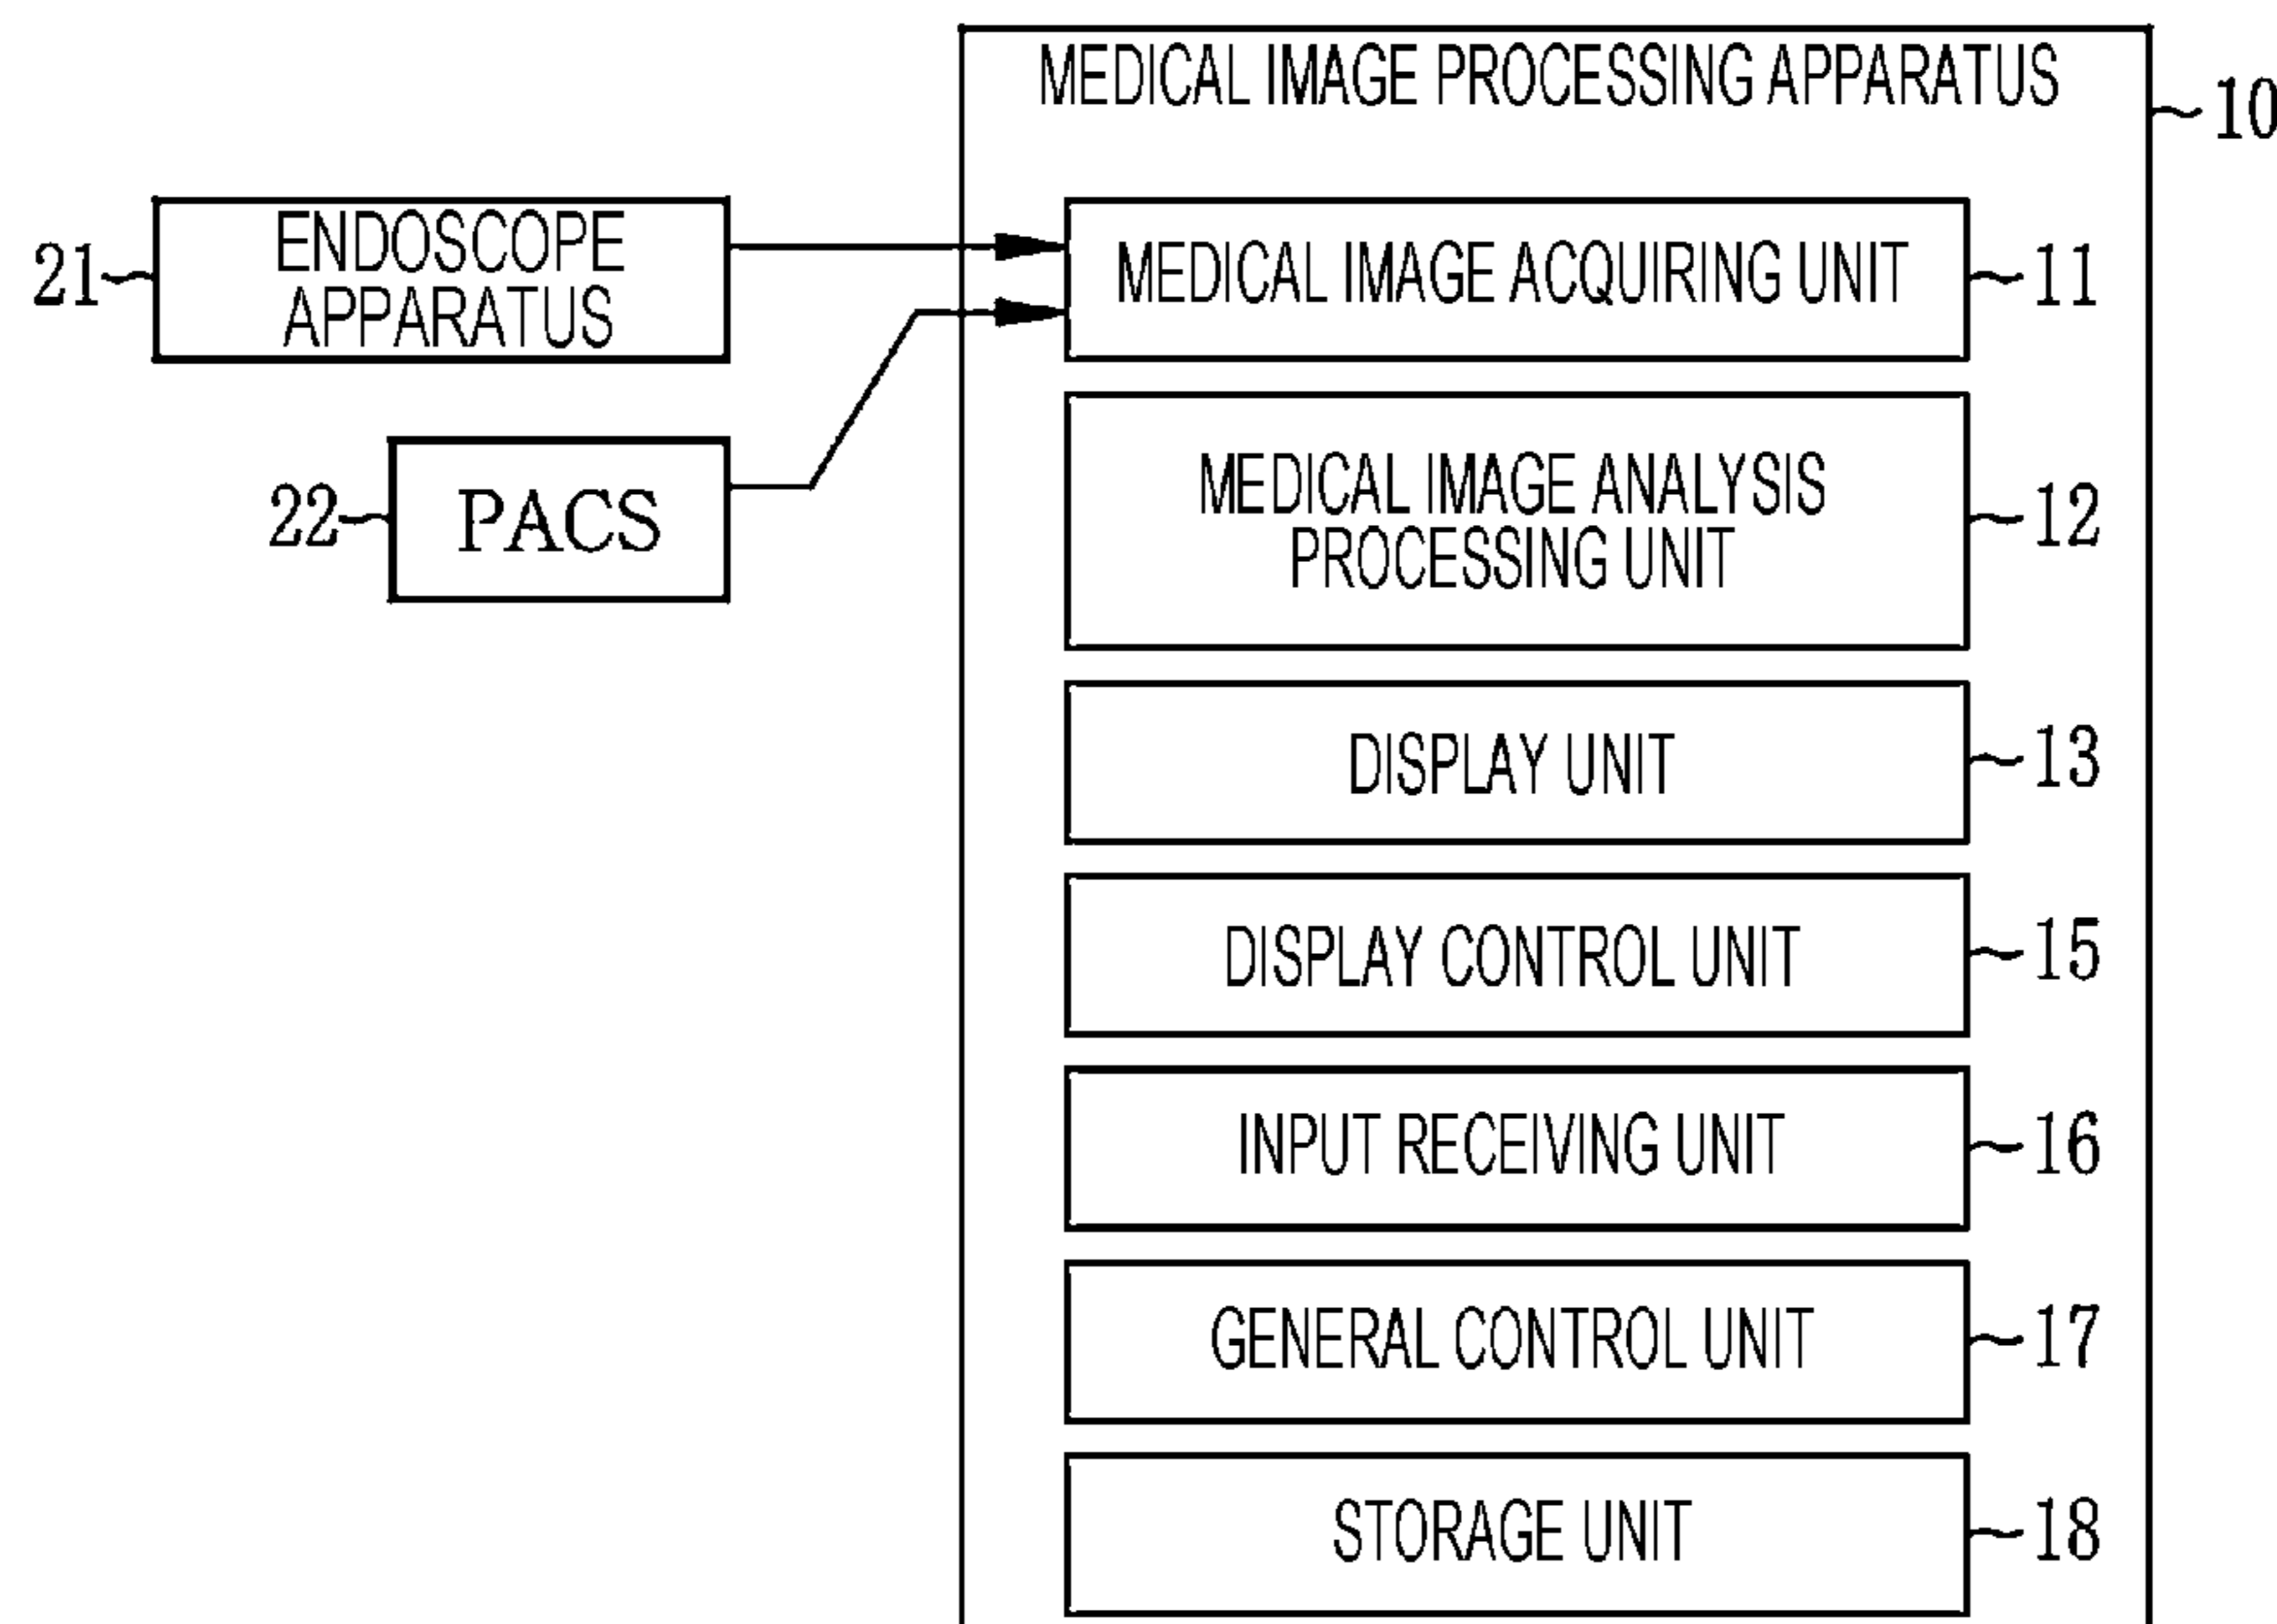 MEDICAL IMAGE PROCESSING APPARATUS
10
21
ENDOSCOPE
APPARATUS
MEDICAL IMAGE ACQUIRING UNIT
11
22
PACS
MEDICAL IMAGE ANALYSIS
PROCESSING UNIT
12
DISPLAY UNIT
13
DISPLAY CONTROL UNIT
15
INPUT RECEIVING UNIT
16
GENERAL CONTROL UNIT
17
STORAGE UNIT
18